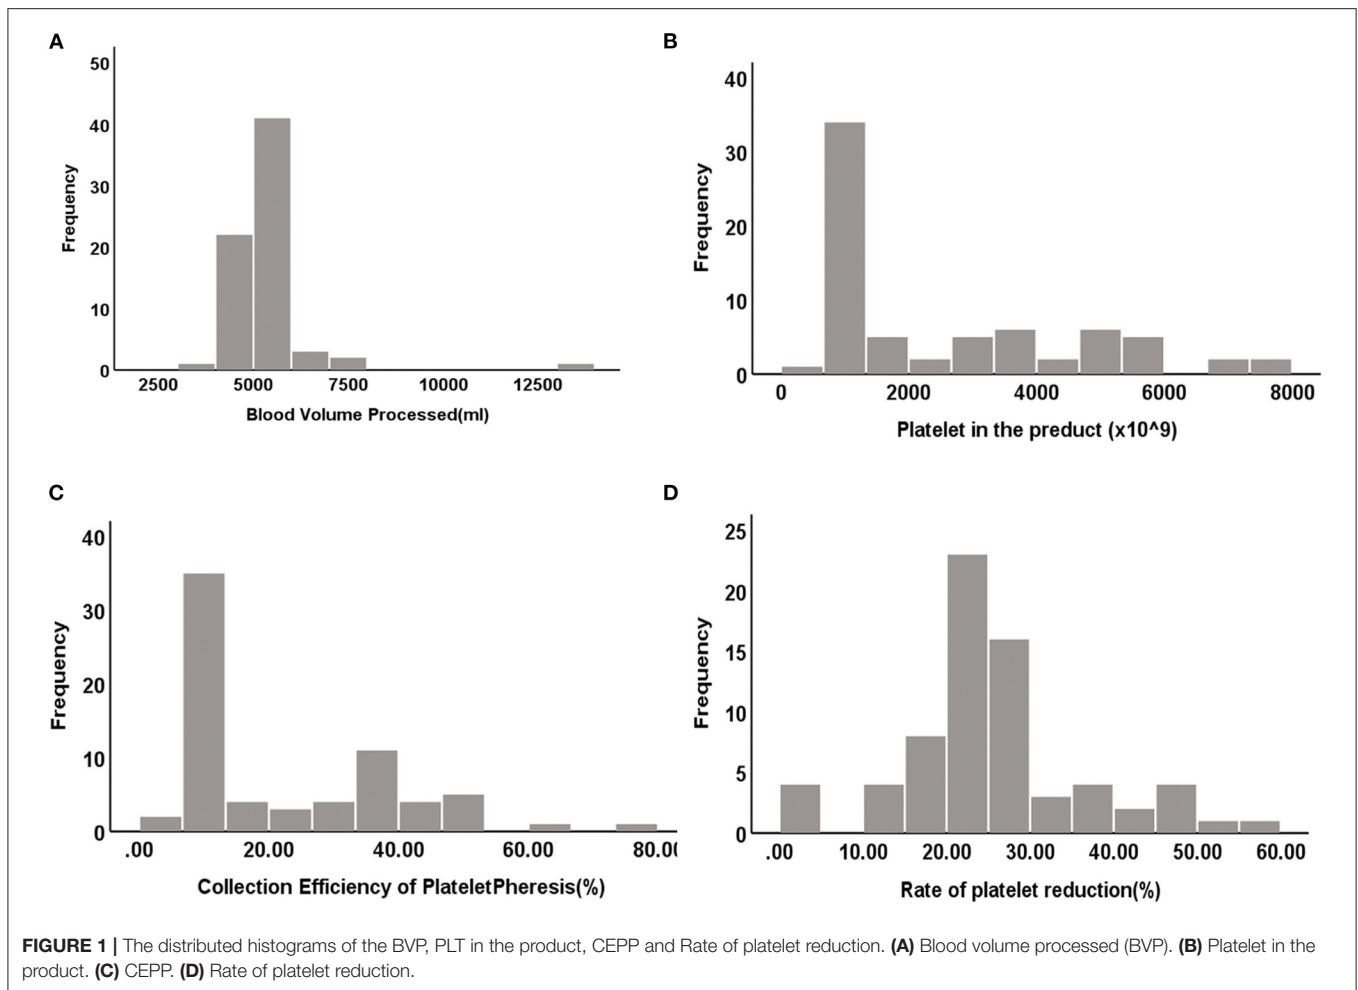 A
50
40
30
20
10
0
Frequency
2500 5000 7500 10000 12500
Blood Volume Processed(ml)
B
40
30
20
10
0
Frequency
0 2000 4000 6000 8000
Platelet in the preduct (x10^9)
C
40
30
20
10
0
Frequency
.00 20.00 40.00 60.00 80.0
Collection Efficiency of PlateletPheresis(%)
D
25
20
15
10
5
0
Frequency
.00 10.00 20.00 30.00 40.00 50.00 60.00
Rate of platelet reduction(%)
FIGURE 1 | The distributed histograms of the BVP, PLT in the product, CEPP and Rate of platelet reduction. (A) Blood volume processed (BVP). (B) Platelet in the
product. (C) CEPP. (D) Rate of platelet reduction.